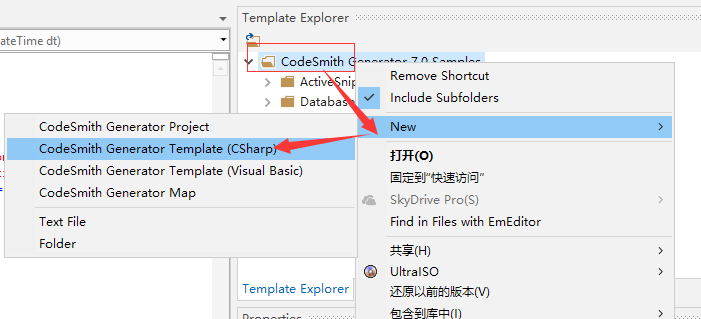 ateTime dt)
Template Explorer
CodeSmith Generator 7.0 Samples
ActiveSnip
Database
Remove Shortcut
Include Subfolders
New
打开(O)
固定到"快速访问"
SkyDrive Pro(S)
Find in Files with EmEditor
共享(H)
UltraISO
还原以前的版本(V)
包含到库中(I)
CodeSmith Generator Project
CodeSmith Generator Template (CSharp)
CodeSmith Generator Template (Visual Basic)
CodeSmith Generator Map
Text File
Folder
Template Explorer
Properties